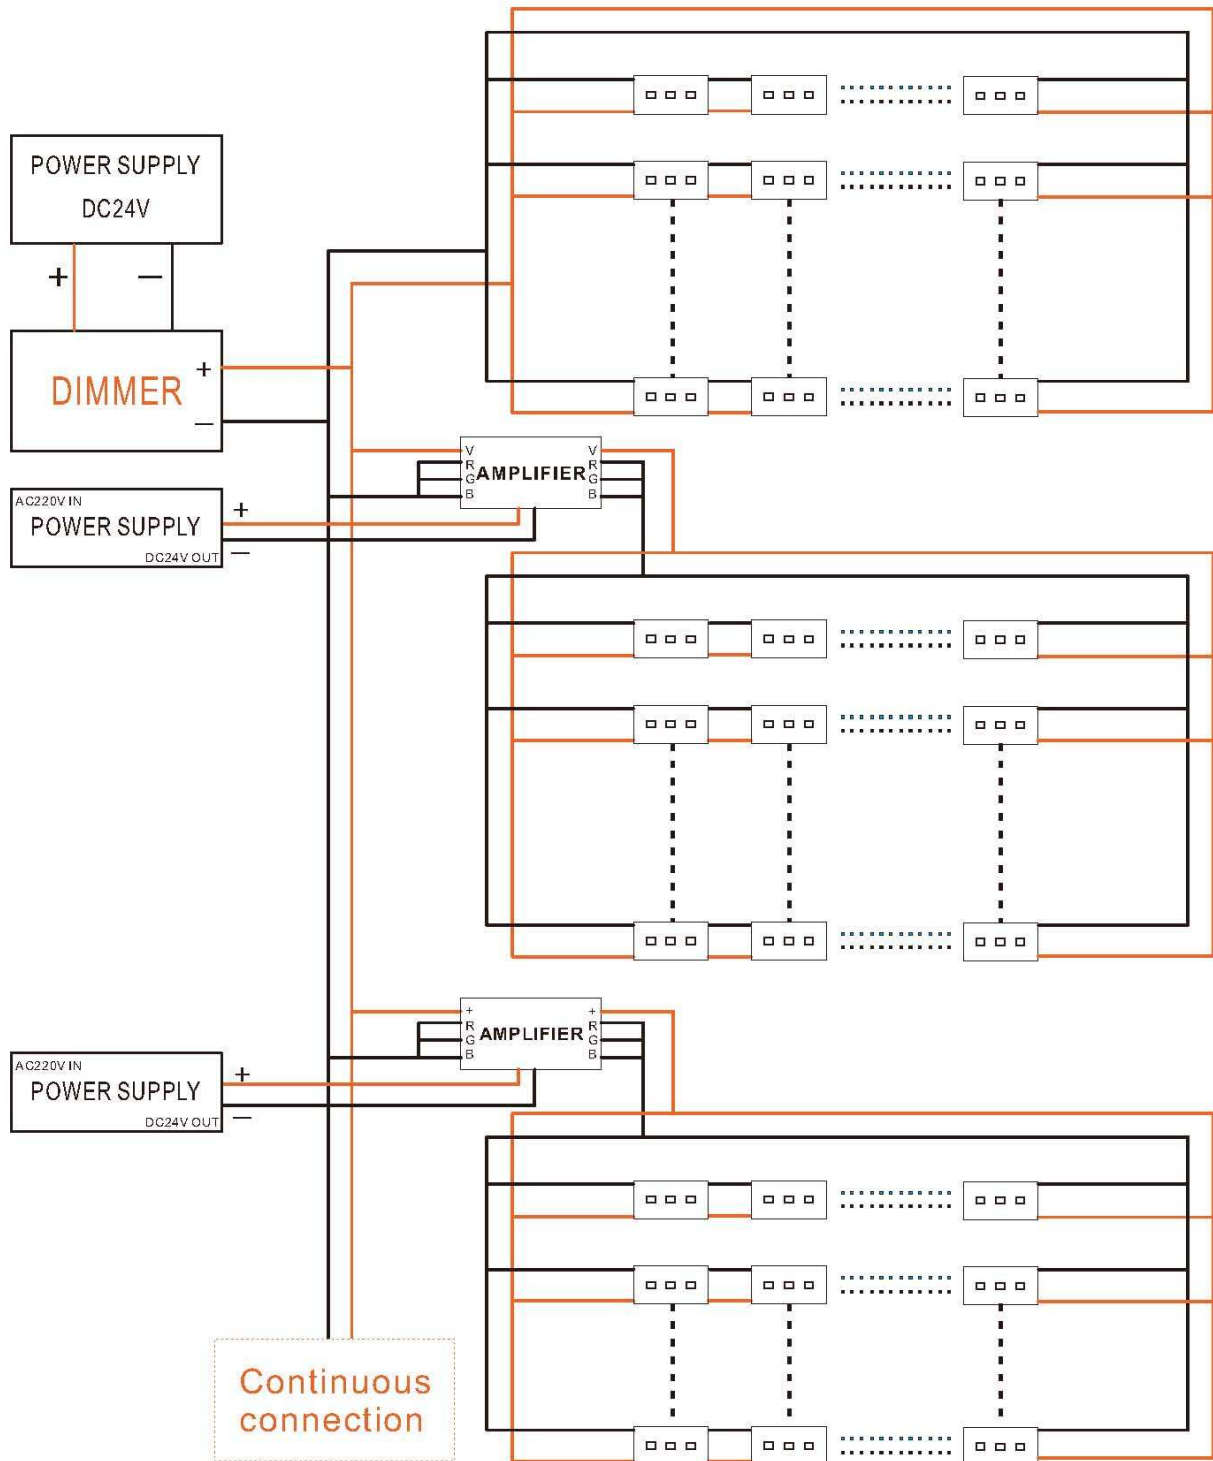 POWER SUPPLY
DC24V
+ —
DIMMER
+
—
V V
R R
AMPLIFIER
G G
B B
AC220V IN
POWER SUPPLY
DC24V OUT
+
—
+ +
R R
AMPLIFIER
G G
B B
AC220V IN
POWER SUPPLY
DC24V OUT
+
—
Continuous
connection